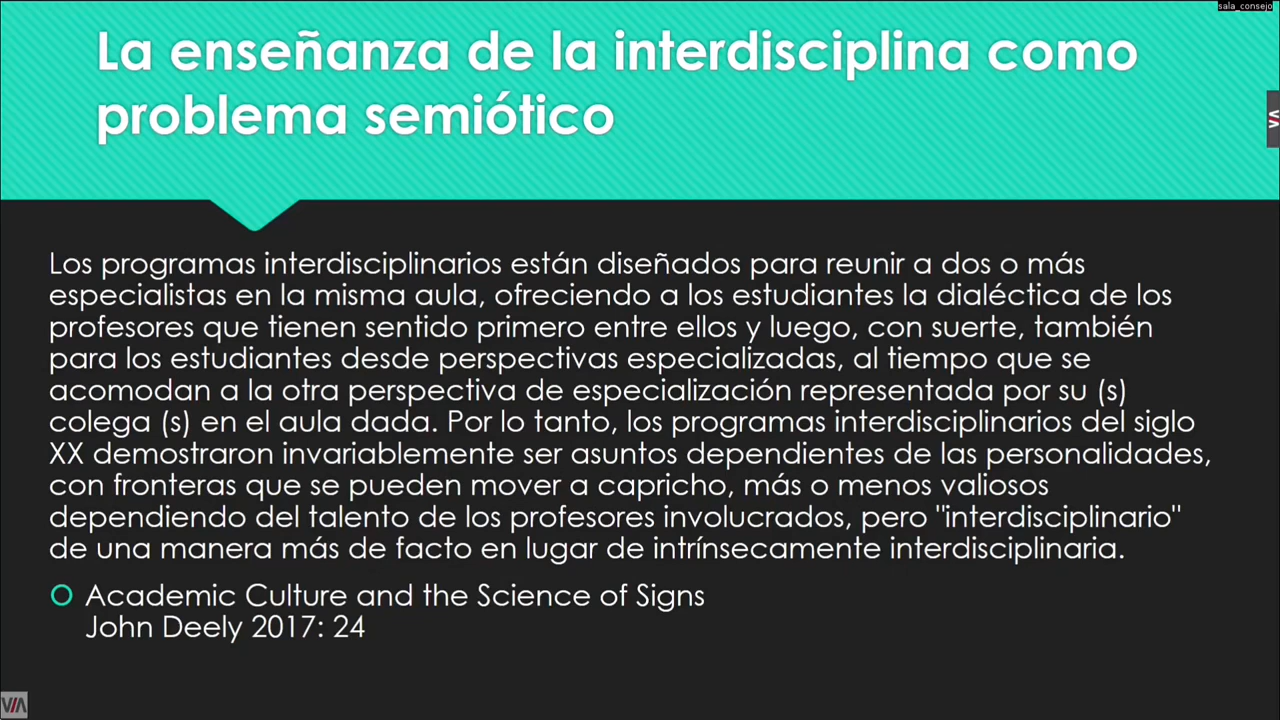 sala_consejo
La enseñanza de la interdisciplina como
problema semiótico
Los programas interdisciplinarios están diseñados para reunir a dos o más
especialistas en la misma aula, ofreciendo a los estudiantes la dialéctica de los
profesores que tienen sentido primero entre ellos y luego, con suerte, también
para los estudiantes desde perspectivas especializadas, al tiempo que se
acomodan a la otra perspectiva de especialización representada por su (s)
colega (s) en el aula dada. Por lo tanto, los programas interdisciplinarios del siglo
XX demostraron invariablemente ser asuntos dependientes de las personalidades,
con fronteras que se pueden mover a capricho, más o menos valiosos
dependiendo del talento de los profesores involucrados, pero "interdisciplinario"
de una manera más de facto en lugar de intrínsecamente interdisciplinaria.
Academic Culture and the Science of Signs
John Deely 2017: 24
VIA